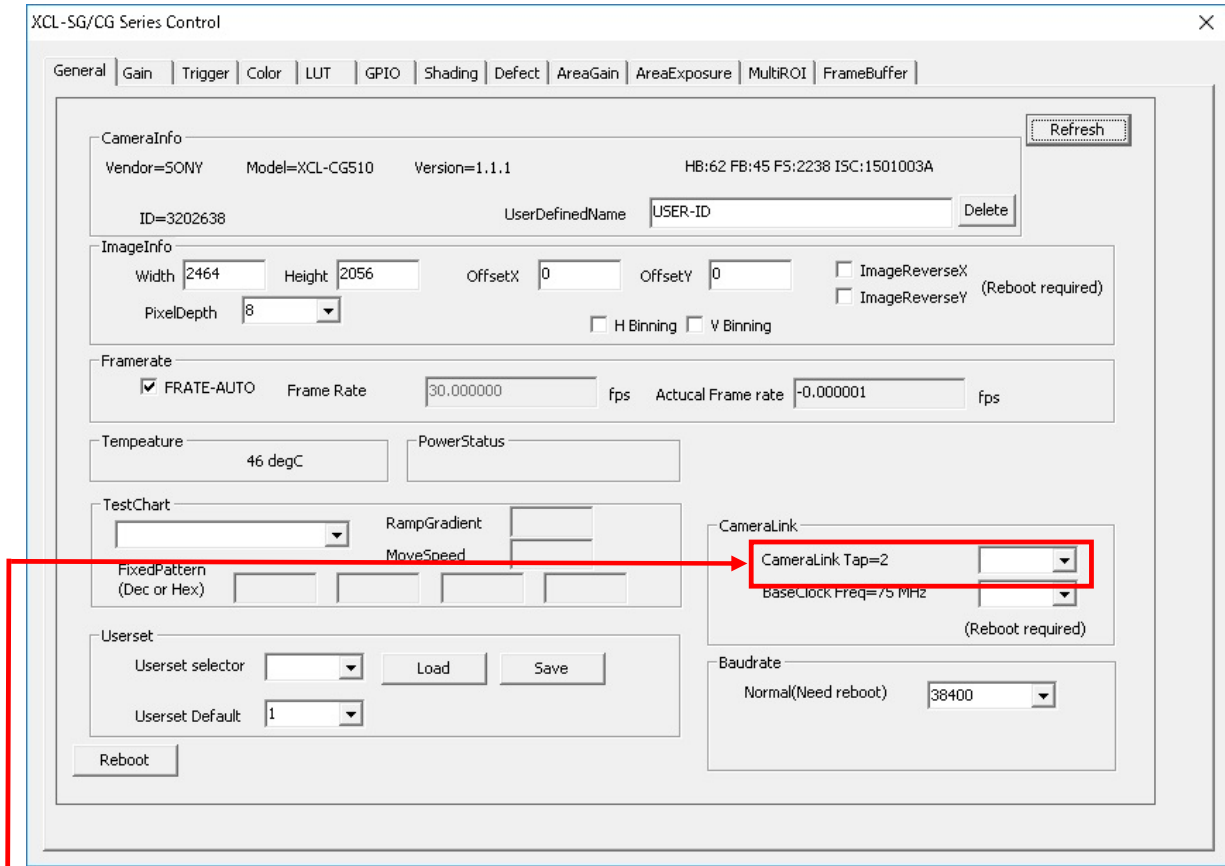 XCL-SG/CG Series Control
General Gain Trigger Color LUT GPIO Shading Defect AreaGain AreaExposure MultiROI FrameBuffer
Refresh
CameraInfo
Vendor=SONY Model=XCL-CG510 Version=1.1.1 HB:62 FB:45 FS:2238 ISC:1501003A
ID=3202638 UserDefinedName USER-ID Delete
ImageInfo
Width 2464 Height 2056 OffsetX 0 OffsetY 0 ImageReverseX
ImageReverseY (Reboot required)
PixelDepth 8
H Binning V Binning
Framerate
FRATE-AUTO Frame Rate 30.000000 fps Actucal Frame rate -0.000001 fps
Tempeature
46 degC
PowerStatus
TestChart
RampGradient
MoveSpeed
FixedPattern
(Dec or Hex)
CameraLink
CameraLink Tap=2
BaseClock Freq=75 MHz
(Reboot required)
Userset
Userset selector Load Save
Userset Default 1
Baudrate
Normal(Need reboot) 38400
Reboot